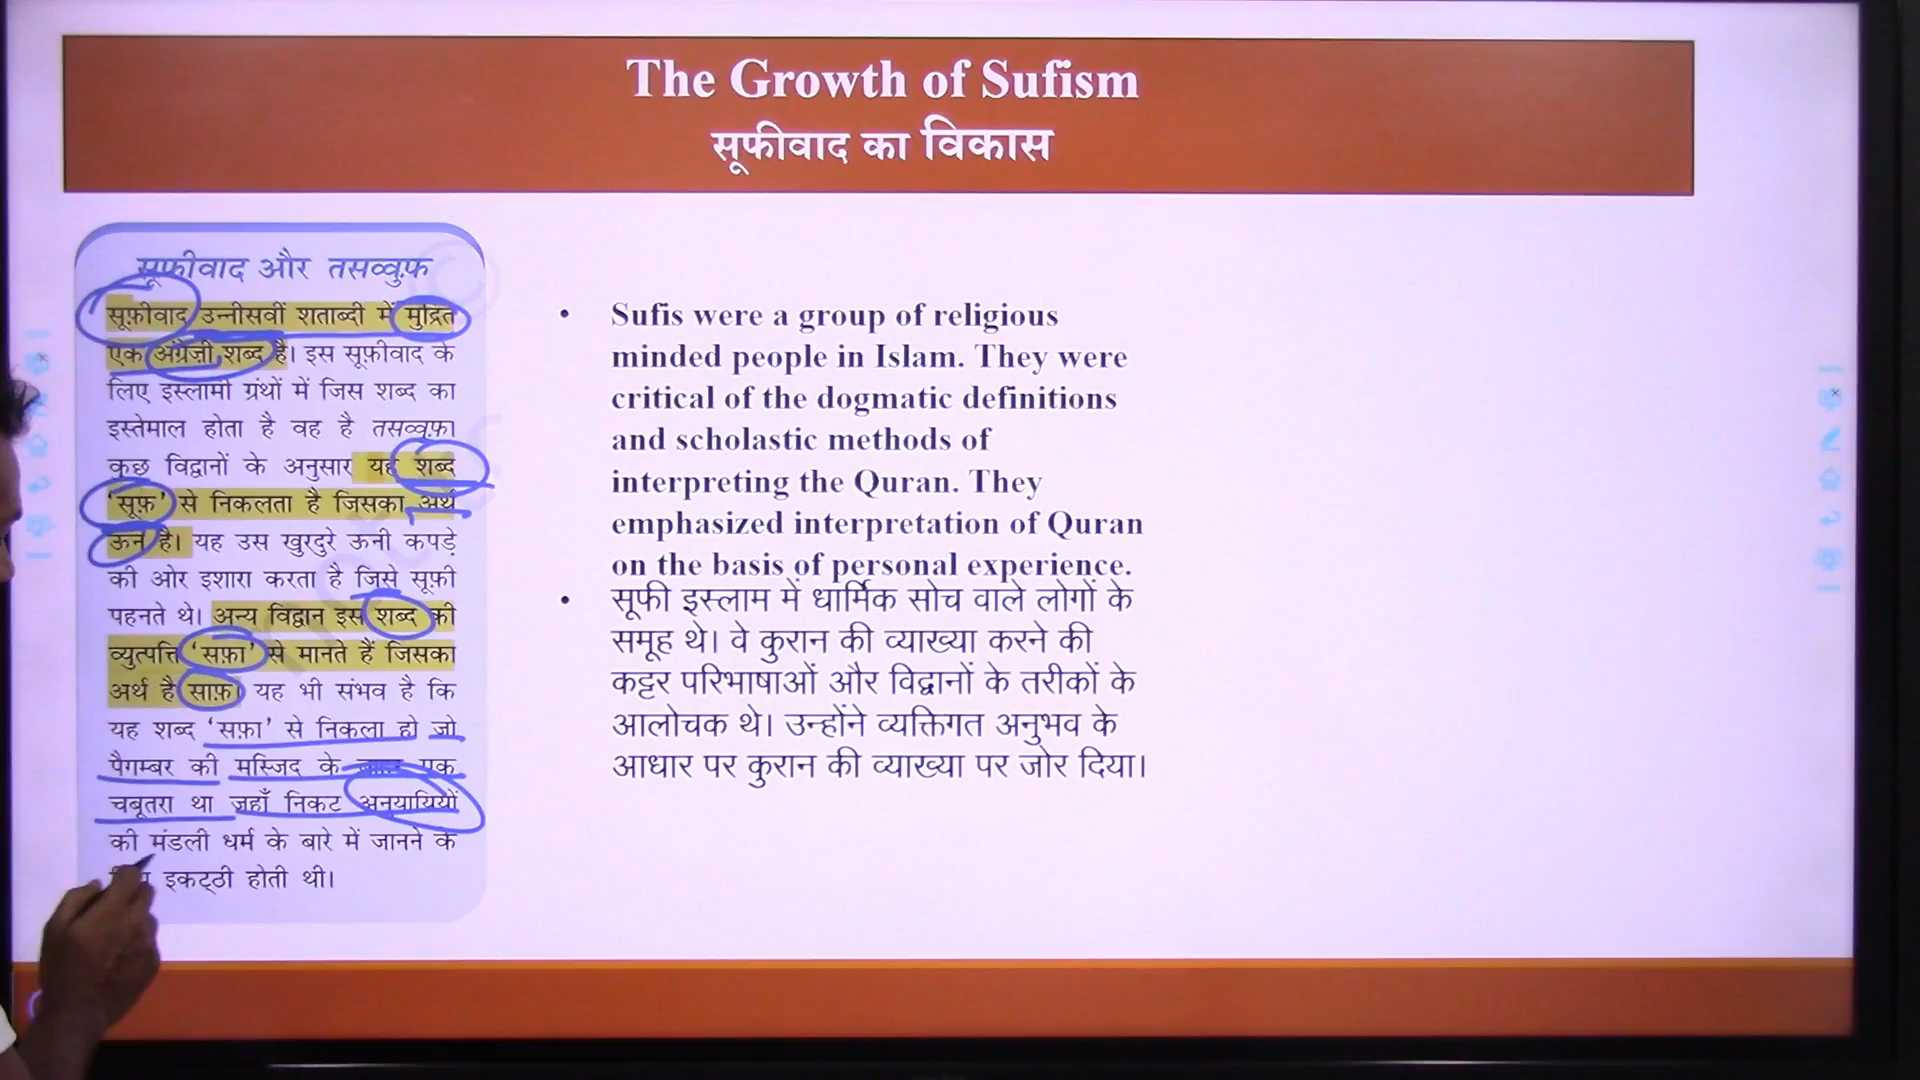 The Growth of Sufism
सूफीवाद का विकास
सूफ़ीवाद और तसव्वुफ़
सूफ़ीवाद उन्नीसवीं शताब्दी में मुद्रित
एक अंग्रेज़ी शब्द है। इस सूफ़ीवाद के
लिए इस्लामी ग्रंथों में जिस शब्द का
इस्तेमाल होता है वह है तसव्वुफ़।
कुछ विद्वानों के अनुसार यह शब्द
‘सूफ़’ से निकलता है जिसका अर्थ
ऊन है। यह उस खुरदुरे ऊनी कपड़े
की ओर इशारा करता है जिसे सूफ़ी
पहनते थे। अन्य विद्वान इस शब्द की
व्युत्पत्ति ‘सफ़ा’ से मानते हैं जिसका
अर्थ है साफ़। यह भी संभव है कि
यह शब्द ‘सफ़ा’ से निकला हो जो
पैगम्बर की मस्जिद के एक
चबूतरा था जहाँ निकट अनुयायियों
की मंडली धर्म के बारे में जानने के
इकट्ठी होती थी।
• Sufis were a group of religious
minded people in Islam. They were
critical of the dogmatic definitions
and scholastic methods of
interpreting the Quran. They
emphasized interpretation of Quran
on the basis of personal experience.
• सूफी इस्लाम में धार्मिक सोच वाले लोगों के
समूह थे। वे कुरान की व्याख्या करने की
कट्टर परिभाषाओं और विद्वानों के तरीकों के
आलोचक थे। उन्होंने व्यक्तिगत अनुभव के
आधार पर कुरान की व्याख्या पर जोर दिया।